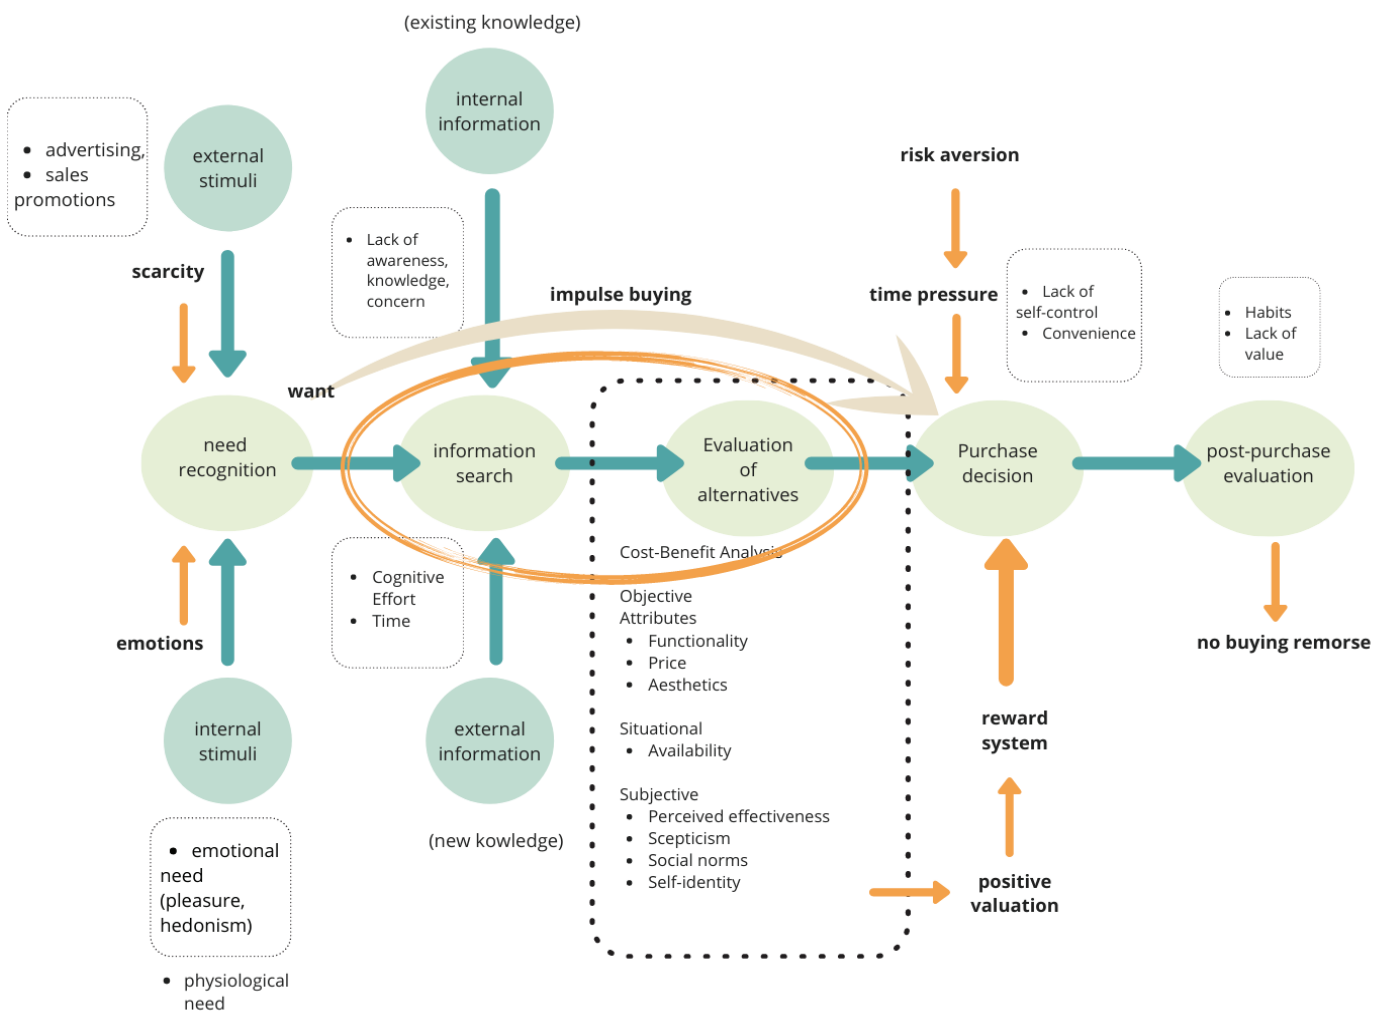 (existing knowledge)
internal
information
• advertising,
• sales
promotions
external
stimuli
scarcity
• Lack of
awareness,
knowledge,
concern
impulse buying
risk aversion
time pressure
• Lack of
self-control
• Convenience
• Habits
• Lack of
value
want
need
recognition
information
search
Evaluation
of
alternatives
Purchase
decision
post-purchase
evaluation
emotions
internal
stimuli
• emotional
need
(pleasure,
hedonism)
• physiological
need
• Cognitive
Effort
• Time
external
information
(new kowledge)
Cost-Benefit Analysis
Objective
Attributes
• Functionality
• Price
• Aesthetics
Situational
• Availability
Subjective
• Perceived effectiveness
• Scepticism
• Social norms
• Self-identity
reward
system
positive
valuation
no buying remorse